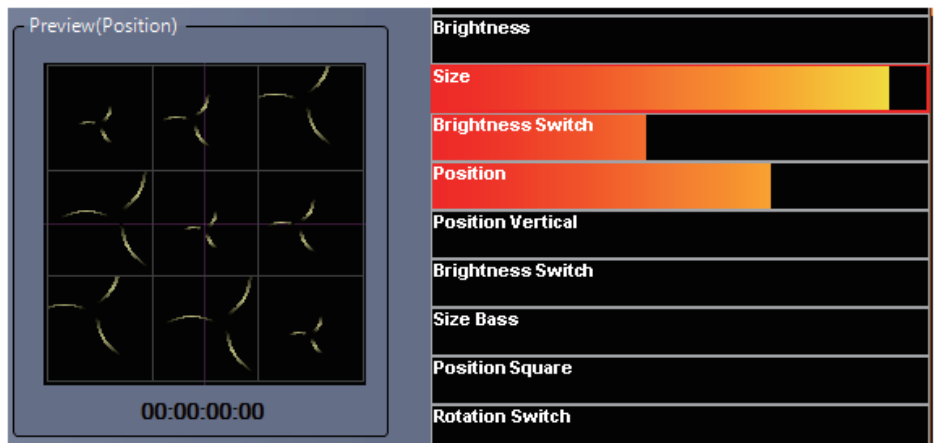 Preview(Position)
00:00:00:00
Brightness
Size
Brightness Switch
Position
Position Vertical
Brightness Switch
Size Bass
Position Square
Rotation Switch